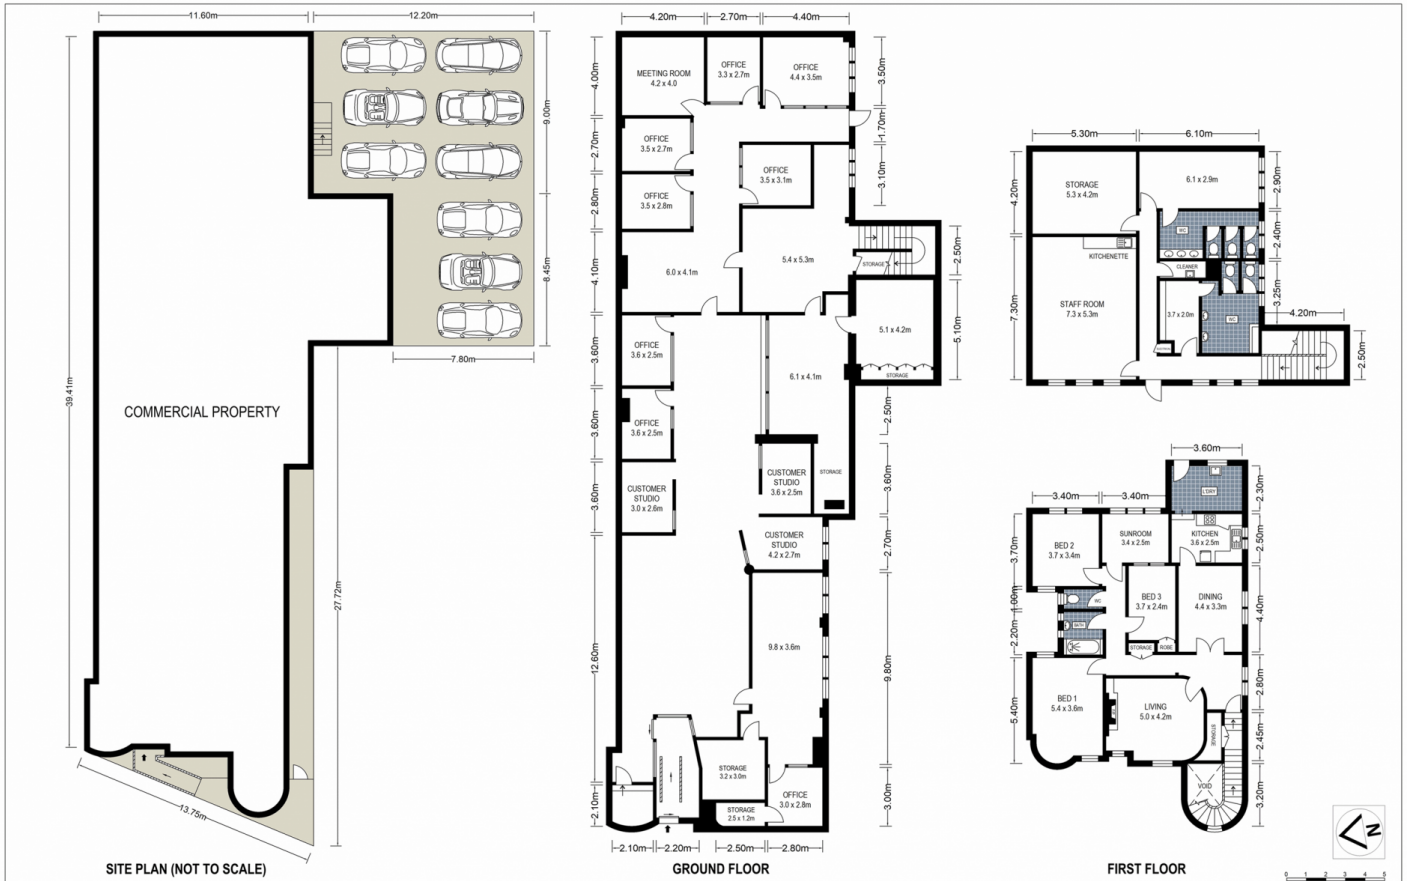 11.60m
12.20m
9.00m
8.45m
7.80m
39.41m
27.72m
13.75m
COMMERCIAL PROPERTY
SITE PLAN (NOT TO SCALE)
4.20m
2.70m
4.40m
4.00m
2.70m
2.80m
4.10m
3.60m
3.60m
3.60m
12.60m
2.10m
3.50m
1.70m
3.10m
2.50m
5.10m
2.50m
3.60m
2.70m
9.80m
3.00m
2.10m
2.20m
2.50m
2.80m
MEETING ROOM
4.2 x 4.0
OFFICE
3.3 x 2.7m
OFFICE
4.4 x 3.5m
OFFICE
3.5 x 2.7m
OFFICE
3.5 x 3.1m
OFFICE
3.5 x 2.8m
6.0 x 4.1m
5.4 x 5.3m
STORAGE
5.1 x 4.2m
STORAGE
OFFICE
3.6 x 2.5m
6.1 x 4.1m
OFFICE
3.6 x 2.5m
CUSTOMER
STUDIO
3.0 x 2.6m
CUSTOMER
STUDIO
3.6 x 2.5m
STORAGE
CUSTOMER
STUDIO
4.2 x 2.7m
9.8 x 3.6m
STORAGE
3.2 x 3.0m
OFFICE
3.0 x 2.8m
STORAGE
2.5 x 1.2m
GROUND FLOOR
5.30m
6.10m
4.20m
7.30m
2.90m
2.40m
3.25m
4.20m
2.50m
STORAGE
5.3 x 4.2m
6.1 x 2.9m
WC
KITCHENETTE
CLEANER
STAFF ROOM
7.3 x 5.3m
3.7 x 2.0m
WC
3.60m
3.40m
3.40m
2.30m
3.70m
1.00m
2.20m
5.40m
2.50m
4.40m
2.80m
2.45m
3.20m
L'DRY
BED 2
3.7 x 3.4m
SUNROOM
3.4 x 2.5m
KITCHEN
3.6 x 2.5m
WC
BATH
BED 3
3.7 x 2.4m
DINING
4.4 x 3.3m
STORAGE
ROBE
BED 1
5.4 x 3.6m
LIVING
5.0 x 4.2m
STORAGE
VOID
FIRST FLOOR
N
0 1 2 3 4 5